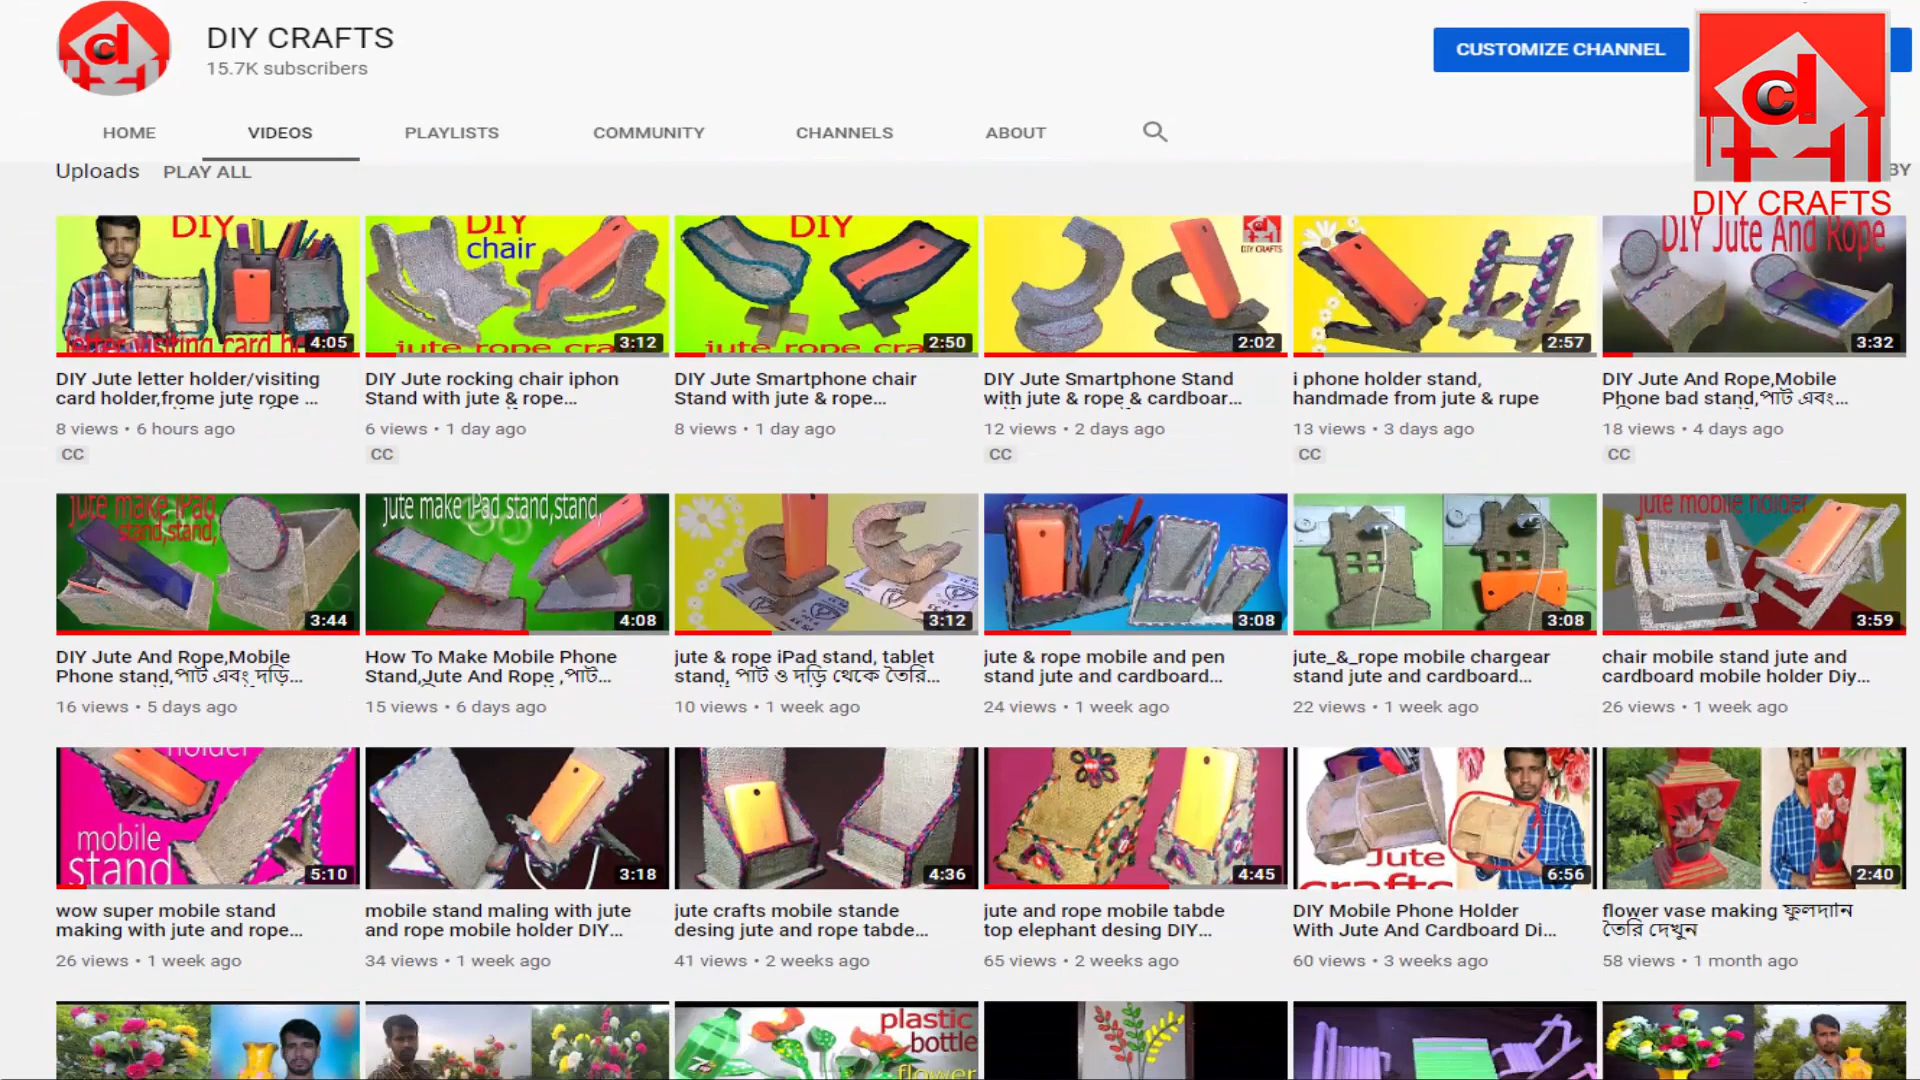 DIY CRAFTS
15.7K subscribers
CUSTOMIZE CHANNEL
HOME VIDEOS PLAYLISTS COMMUNITY CHANNELS ABOUT
Uploads PLAY ALL BY
DIY CRAFTS
DIY 4:05
DIY chair jute rope 3:12
DIY jute rope 2:50
DIY CRAFTS 2:02
2:57
DIY Jute And Rope 3:32
DIY Jute letter holder/visiting
card holder,frome jute rope ...
8 views • 6 hours ago
CC
DIY Jute rocking chair iphon
Stand with jute & rope...
6 views • 1 day ago
CC
DIY Jute Smartphone chair
Stand with jute & rope...
8 views • 1 day ago
DIY Jute Smartphone Stand
with jute & rope & cardboar...
12 views • 2 days ago
CC
i phone holder stand,
handmade from jute & rupe
13 views • 3 days ago
CC
DIY Jute And Rope,Mobile
Phone bad stand,পাট এবং...
18 views • 4 days ago
CC
jute make iPad
stand,stand, 3:44
jute make iPad stand,stand, 4:08
3:12
3:08
3:08
jute mobile holder 3:59
DIY Jute And Rope,Mobile
Phone stand,পাট এবং দড়ি...
16 views • 5 days ago
How To Make Mobile Phone
Stand,Jute And Rope ,পাট...
15 views • 6 days ago
jute & rope iPad stand, tablet
stand, পাট ও দড়ি থেকে তৈরি...
10 views • 1 week ago
jute & rope mobile and pen
stand jute and cardboard...
24 views • 1 week ago
jute_&_rope mobile chargear
stand jute and cardboard...
22 views • 1 week ago
chair mobile stand jute and
cardboard mobile holder Diy...
26 views • 1 week ago
holder
mobile
stand 5:10
3:18
4:36
4:45
Jute
crafts 6:56
2:40
wow super mobile stand
making with jute and rope...
26 views • 1 week ago
mobile stand maling with jute
and rope mobile holder DIY...
34 views • 1 week ago
jute crafts mobile stande
desing jute and rope tabde...
41 views • 2 weeks ago
jute and rope mobile tabde
top elephant desing DIY...
65 views • 2 weeks ago
DIY Mobile Phone Holder
With Jute And Cardboard Di...
60 views • 3 weeks ago
flower vase making ফুলদাানি
তৈরি দেখুন
58 views • 1 month ago
plastic
bottle
flower